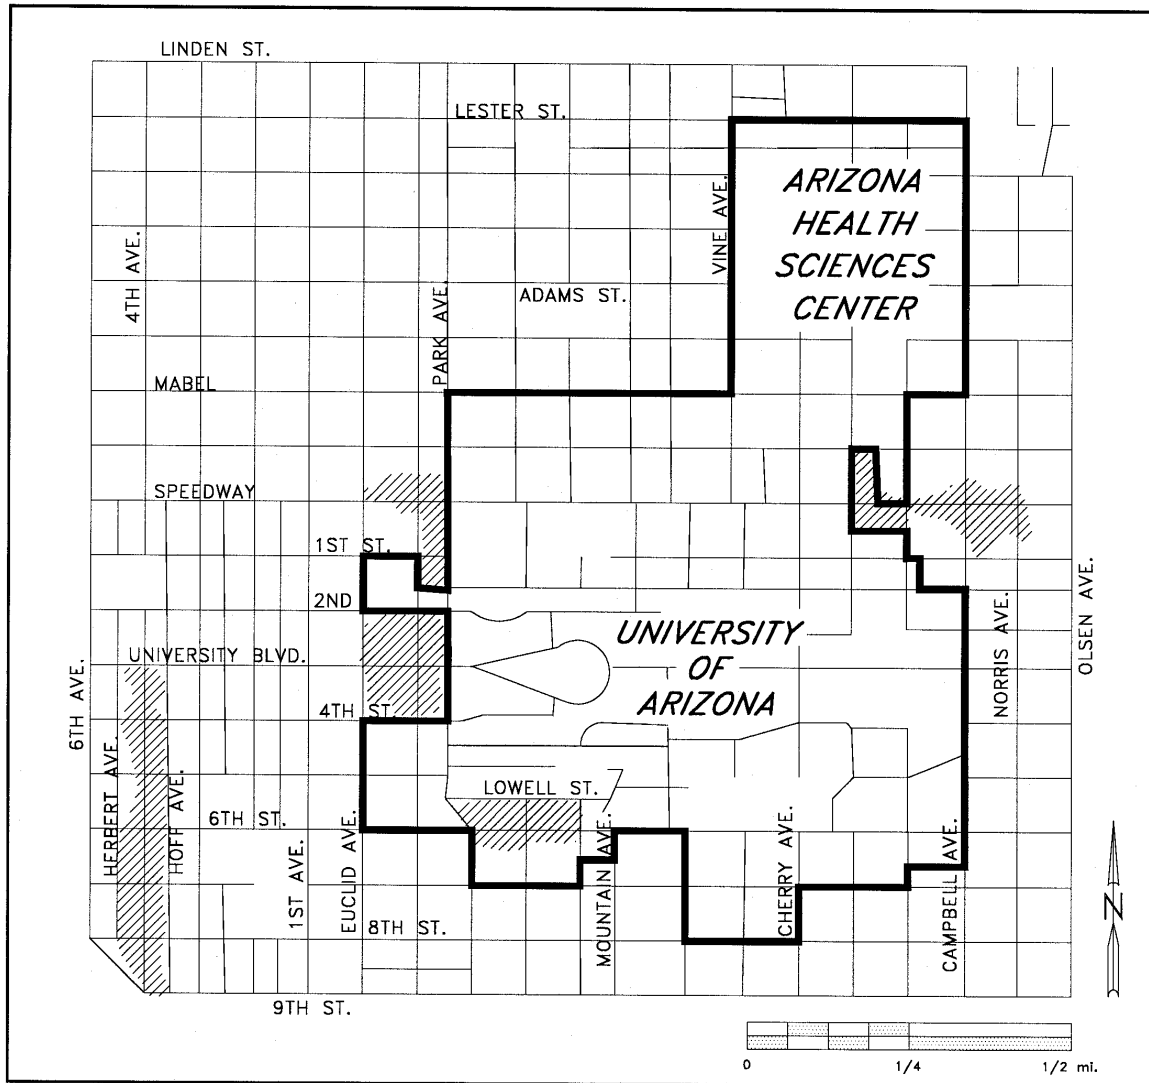 LINDEN ST.
LESTER ST.
ARIZONA
HEALTH
SCIENCES
CENTER
VINE AVE.
4TH AVE.
ADAMS ST.
PARK AVE.
MABEL
SPEEDWAY
1ST ST.
2ND
UNIVERSITY BLVD.
UNIVERSITY
OF
ARIZONA
NORRIS AVE.
OLSEN AVE.
6TH AVE.
4TH ST.
HERBERT AVE.
HOFF AVE.
LOWELL ST.
6TH ST.
1ST AVE.
EUCLID AVE.
8TH ST.
MOUNTAIN AVE.
CHERRY AVE.
CAMPBELL AVE.
N
9TH ST.
0 1/4 1/2 mi.